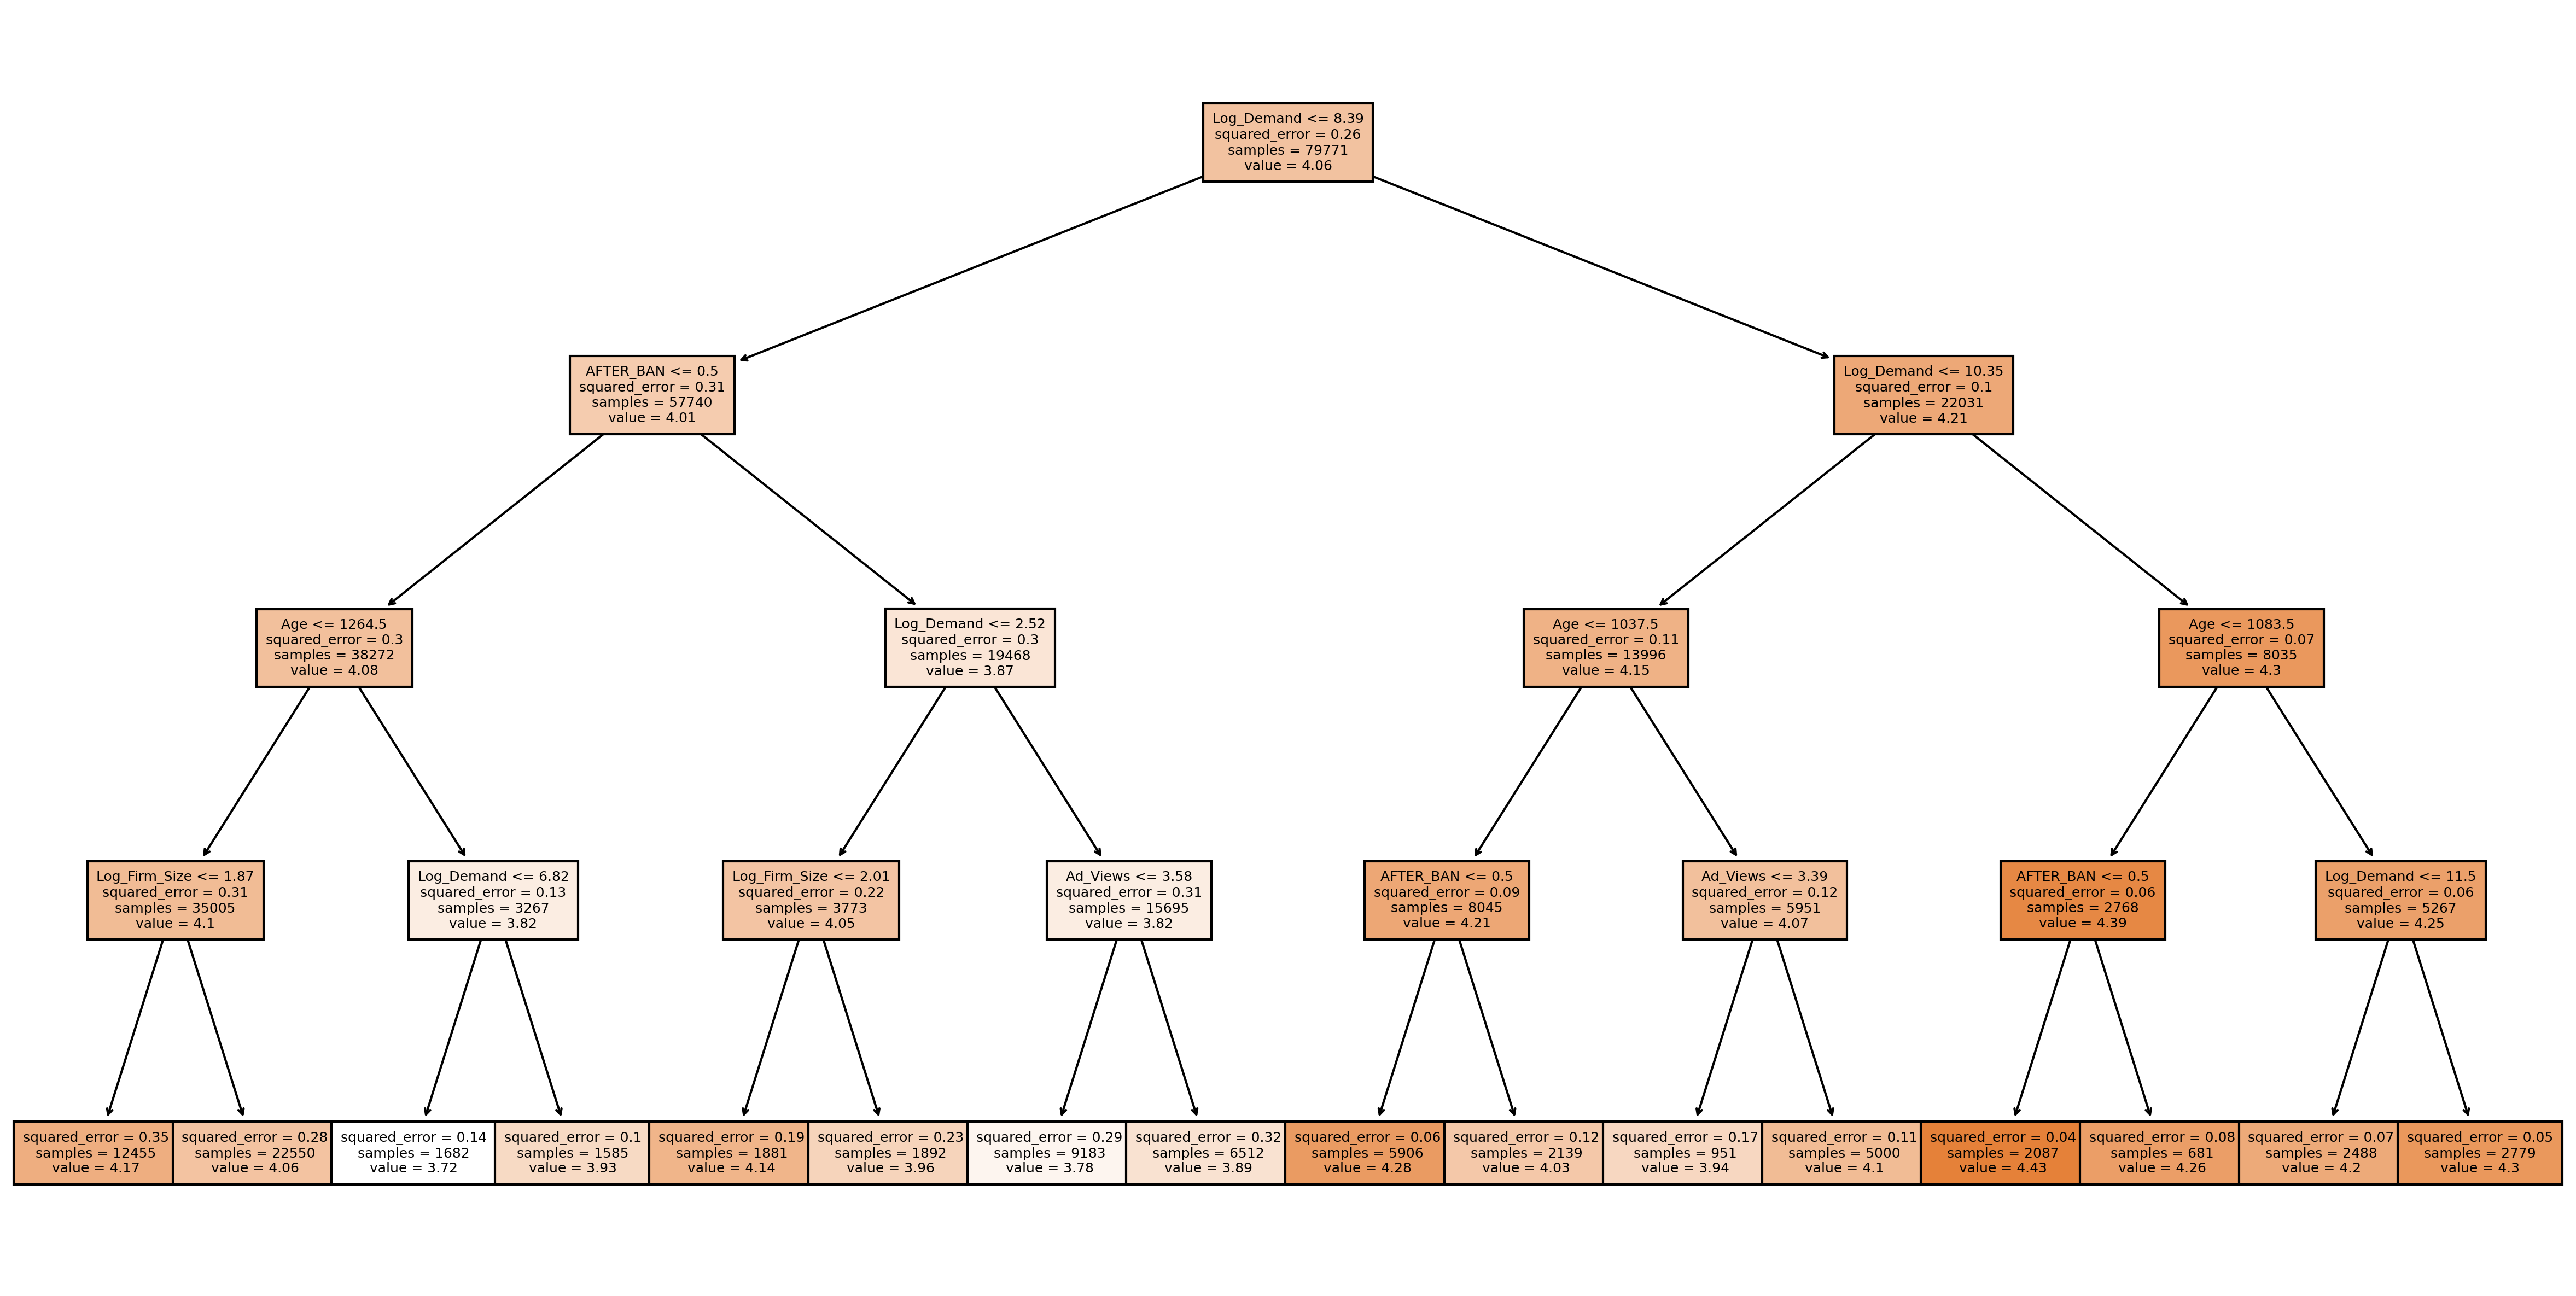 Log_Demand <= 8.39
squared_error = 0.26
samples = 79771
value = 4.06
AFTER_BAN <= 0.5
squared_error = 0.31
samples = 57740
value = 4.01
Log_Demand <= 10.35
squared_error = 0.1
samples = 22031
value = 4.21
Age <= 1264.5
squared_error = 0.3
samples = 38272
value = 4.08
Log_Demand <= 2.52
squared_error = 0.3
samples = 19468
value = 3.87
Age <= 1037.5
squared_error = 0.11
samples = 13996
value = 4.15
Age <= 1083.5
squared_error = 0.07
samples = 8035
value = 4.3
Log_Firm_Size <= 1.87
squared_error = 0.31
samples = 35005
value = 4.1
Log_Demand <= 6.82
squared_error = 0.13
samples = 3267
value = 3.82
Log_Firm_Size <= 2.01
squared_error = 0.22
samples = 3773
value = 4.05
Ad_Views <= 3.58
squared_error = 0.31
samples = 15695
value = 3.82
AFTER_BAN <= 0.5
squared_error = 0.09
samples = 8045
value = 4.21
Ad_Views <= 3.39
squared_error = 0.12
samples = 5951
value = 4.07
AFTER_BAN <= 0.5
squared_error = 0.06
samples = 2768
value = 4.39
Log_Demand <= 11.5
squared_error = 0.06
samples = 5267
value = 4.25
squared_error = 0.35
samples = 12455
value = 4.17
squared_error = 0.28
samples = 22550
value = 4.06
squared_error = 0.14
samples = 1682
value = 3.72
squared_error = 0.1
samples = 1585
value = 3.93
squared_error = 0.19
samples = 1881
value = 4.14
squared_error = 0.23
samples = 1892
value = 3.96
squared_error = 0.29
samples = 9183
value = 3.78
squared_error = 0.32
samples = 6512
value = 3.89
squared_error = 0.06
samples = 5906
value = 4.28
squared_error = 0.12
samples = 2139
value = 4.03
squared_error = 0.17
samples = 951
value = 3.94
squared_error = 0.11
samples = 5000
value = 4.1
squared_error = 0.04
samples = 2087
value = 4.43
squared_error = 0.08
samples = 681
value = 4.26
squared_error = 0.07
samples = 2488
value = 4.2
squared_error = 0.05
samples = 2779
value = 4.3